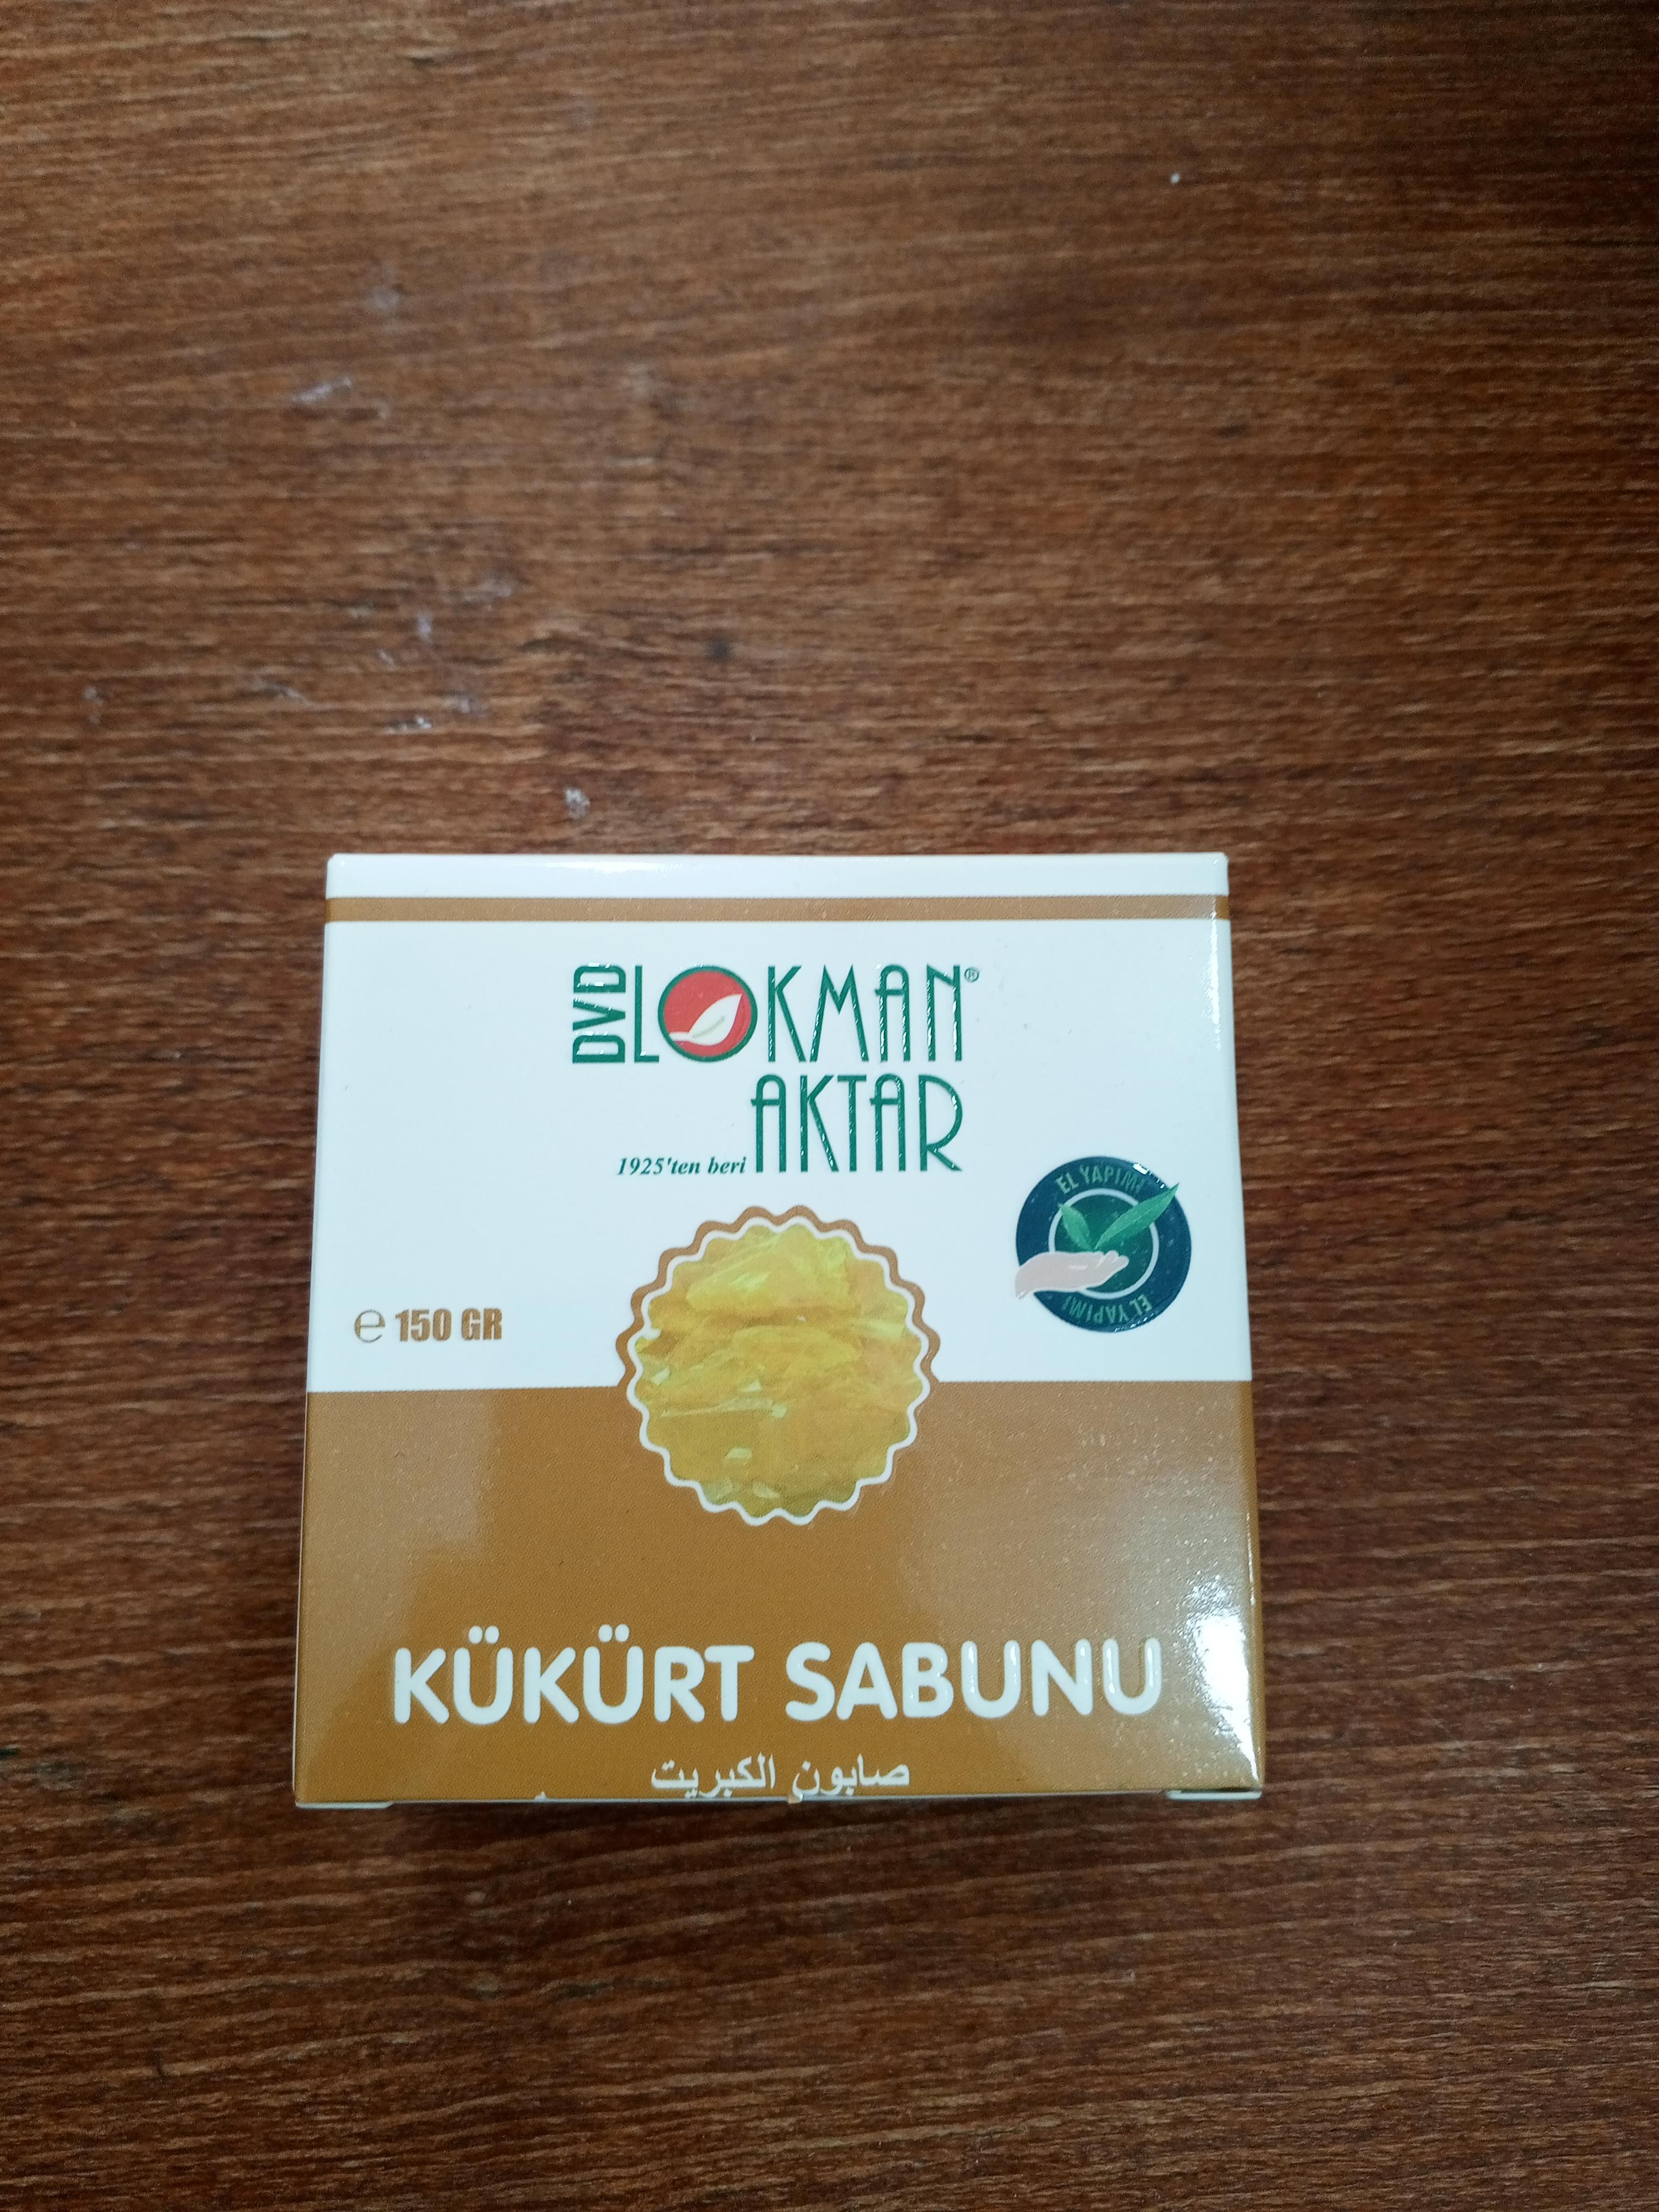 DVD LOKMAN®
AKTAR
1925'ten beri
EL YAPIMI
EL YAPIMI
℮ 150 GR
KÜKÜRT SABUNU
صابون الكبريت